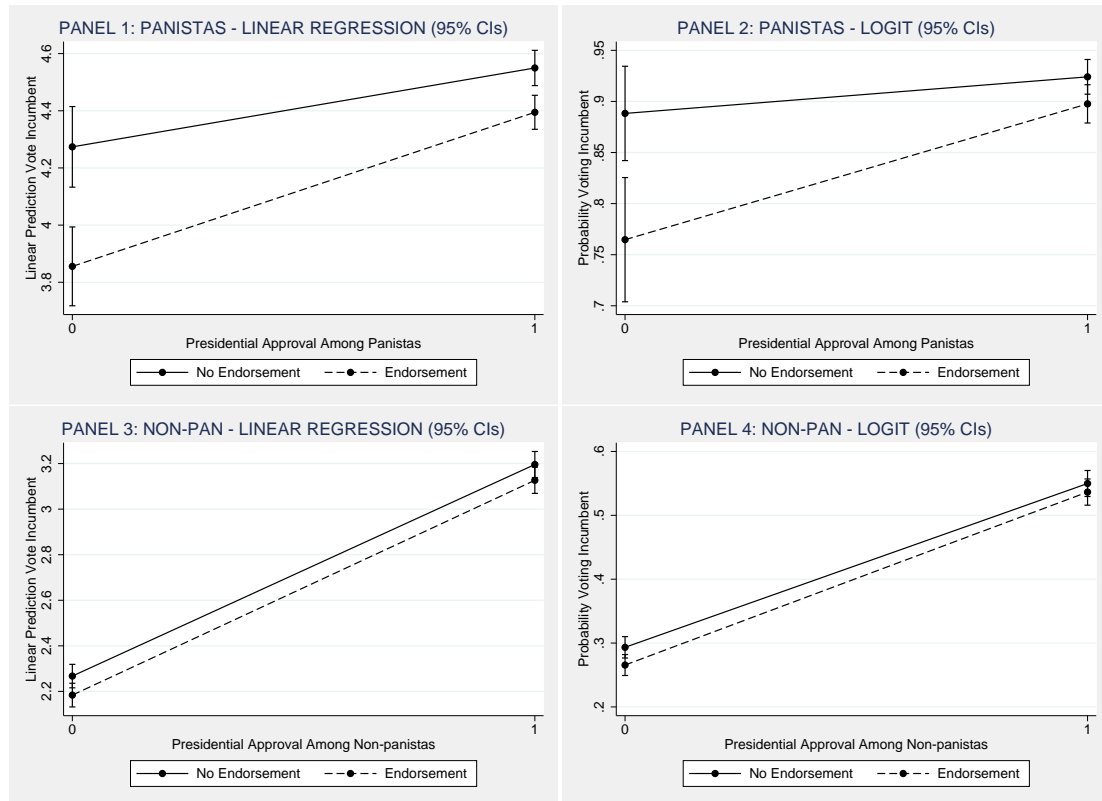 PANEL 1: PANISTAS - LINEAR REGRESSION (95% CIs)
Linear Prediction Vote Incumbent
4.6
4.4
4.2
4
3.8
0 1
Presidential Approval Among Panistas
No Endorsement Endorsement
PANEL 2: PANISTAS - LOGIT (95% CIs)
Probability Voting Incumbent
.95
.9
.85
.8
.75
.7
0 1
Presidential Approval Among Panistas
No Endorsement Endorsement
PANEL 3: NON-PAN - LINEAR REGRESSION (95% CIs)
Linear Prediction Vote Incumbent
3.2
3
2.8
2.6
2.4
2.2
0 1
Presidential Approval Among Non-panistas
No Endorsement Endorsement
PANEL 4: NON-PAN - LOGIT (95% CIs)
Probability Voting Incumbent
.6
.5
.4
.3
.2
0 1
Presidential Approval Among Non-panistas
No Endorsement Endorsement